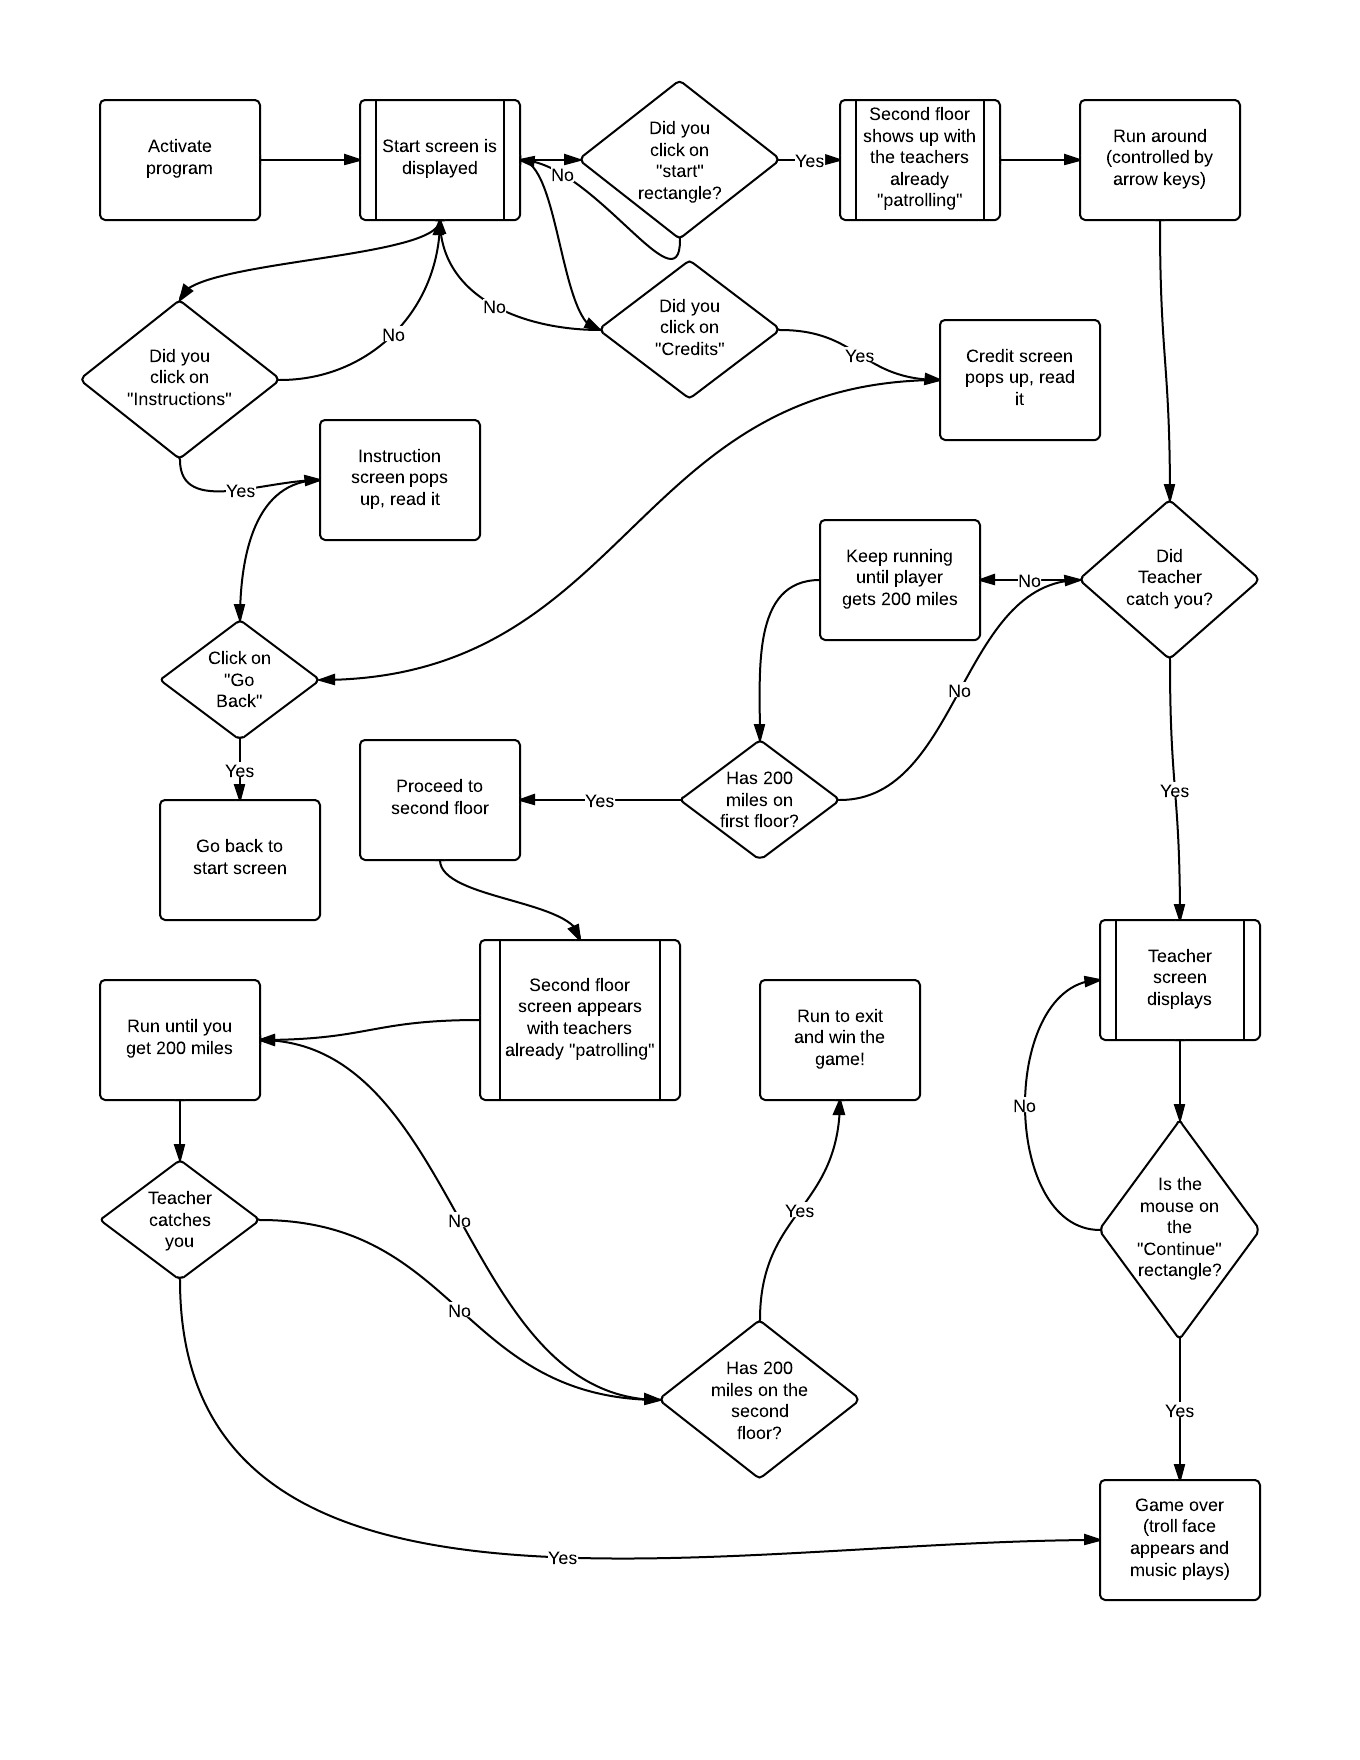 Activate
program
Start screen is
displayed
Did you
click on
"start"
rectangle?
No
Yes
Second floor
shows up with
the teachers
already
"patrolling"
Run around
(controlled by
arrow keys)
Did you
click on
"Instructions"
No
No
Did you
click on
"Credits"
Yes
Credit screen
pops up, read
it
Yes
Instruction
screen pops
up, read it
Keep running
until player
gets 200 miles
No
Did
Teacher
catch you?
Click on
"Go
Back"
No
Yes
Go back to
start screen
Proceed to
second floor
Yes
Has 200
miles on
first floor?
Yes
Run until you
get 200 miles
Second floor
screen appears
with teachers
already "patrolling"
Run to exit
and win the
game!
Teacher
screen
displays
No
Teacher
catches
you
No
No
Yes
Is the
mouse on
the
"Continue"
rectangle?
Has 200
miles on the
second
floor?
Yes
Yes
Game over
(troll face
appears and
music plays)